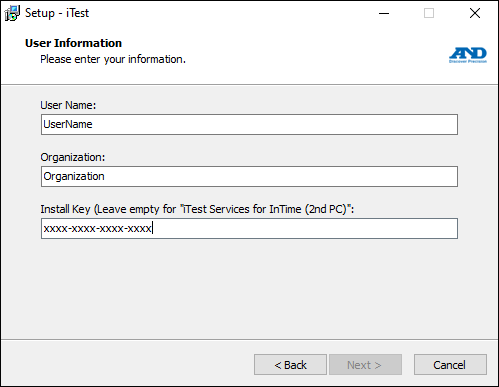 Setup - iTest
User Information
Please enter your information.
AND
Discover Precision
User Name:
UserName
Organization:
Organization
Install Key (Leave empty for "iTest Services for InTime (2nd PC)":
xxxx-xxxx-xxxx-xxxx
< Back
Next >
Cancel